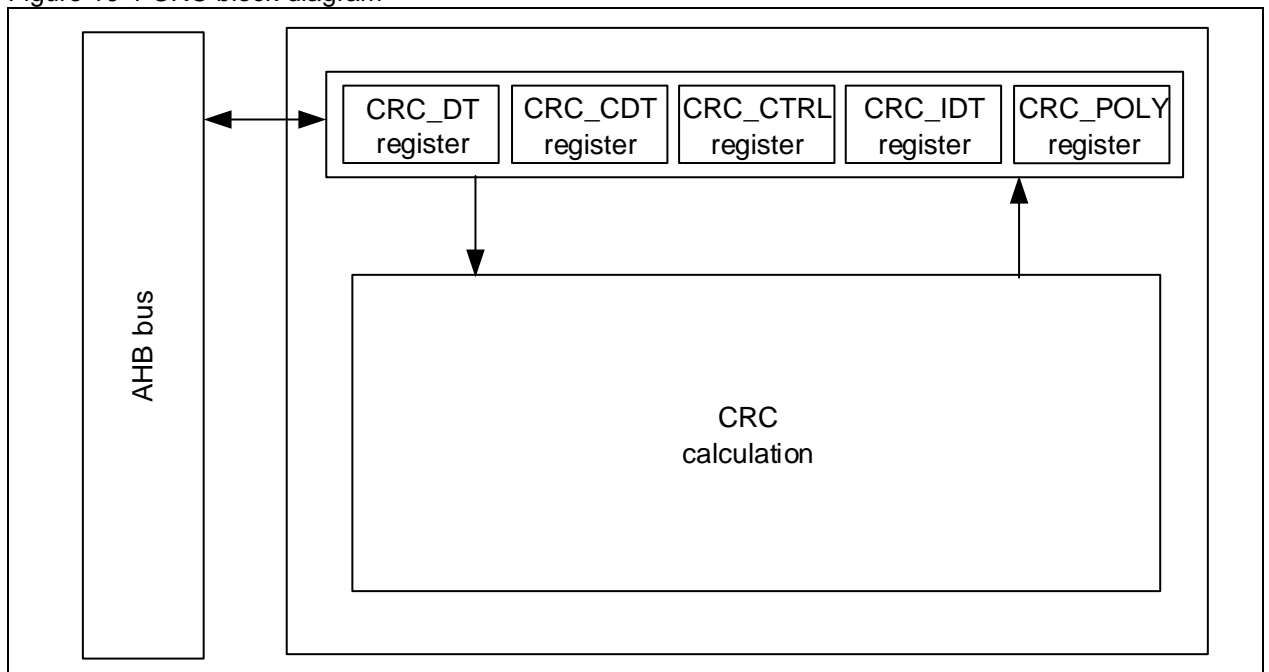 CRC_DT
register
CRC_CDT
register
CRC_CTRL
register
CRC_IDT
register
CRC_POLY
register
AHB bus
CRC
calculation